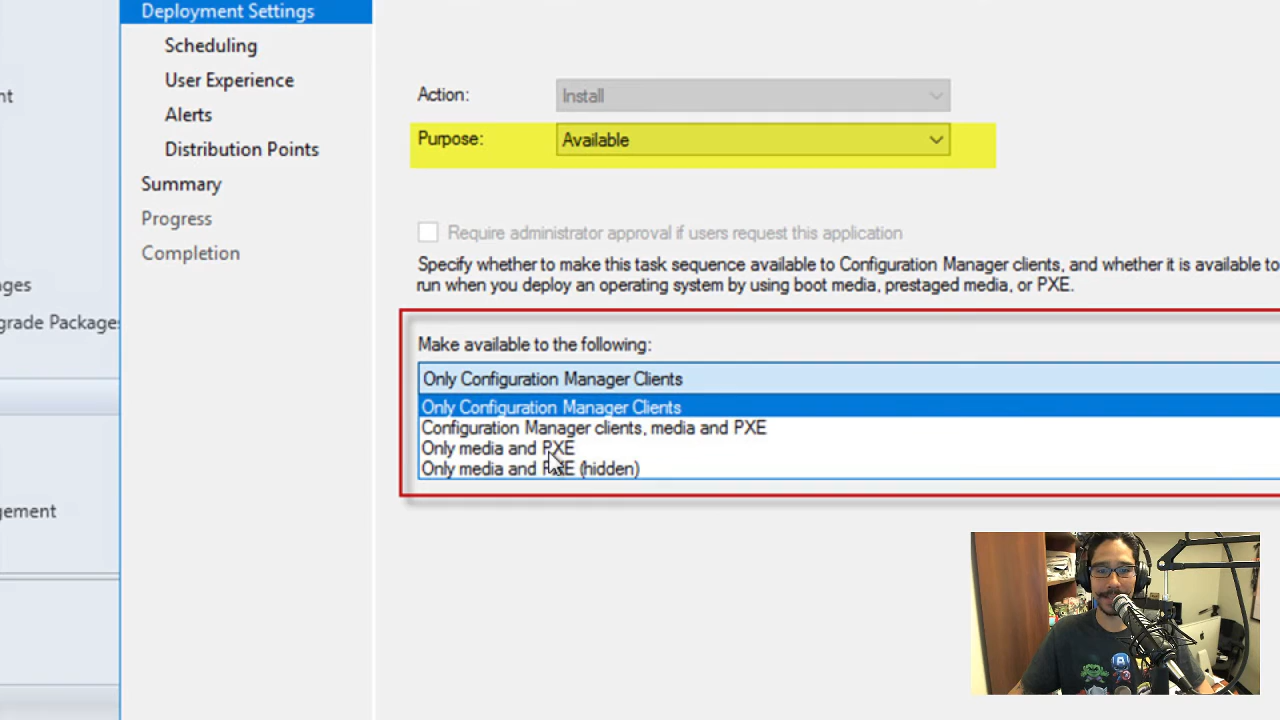 Deployment Settings
Scheduling
User Experience
Alerts
Distribution Points
Summary
Progress
Completion
nt
ges
grade Packages
gement
Action:
Install
Purpose:
Available
Require administrator approval if users request this application
Specify whether to make this task sequence available to Configuration Manager clients, and whether it is available to
run when you deploy an operating system by using boot media, prestaged media, or PXE.
Make available to the following:
Only Configuration Manager Clients
Only Configuration Manager Clients
Configuration Manager clients, media and PXE
Only media and PXE
Only media and PXE (hidden)